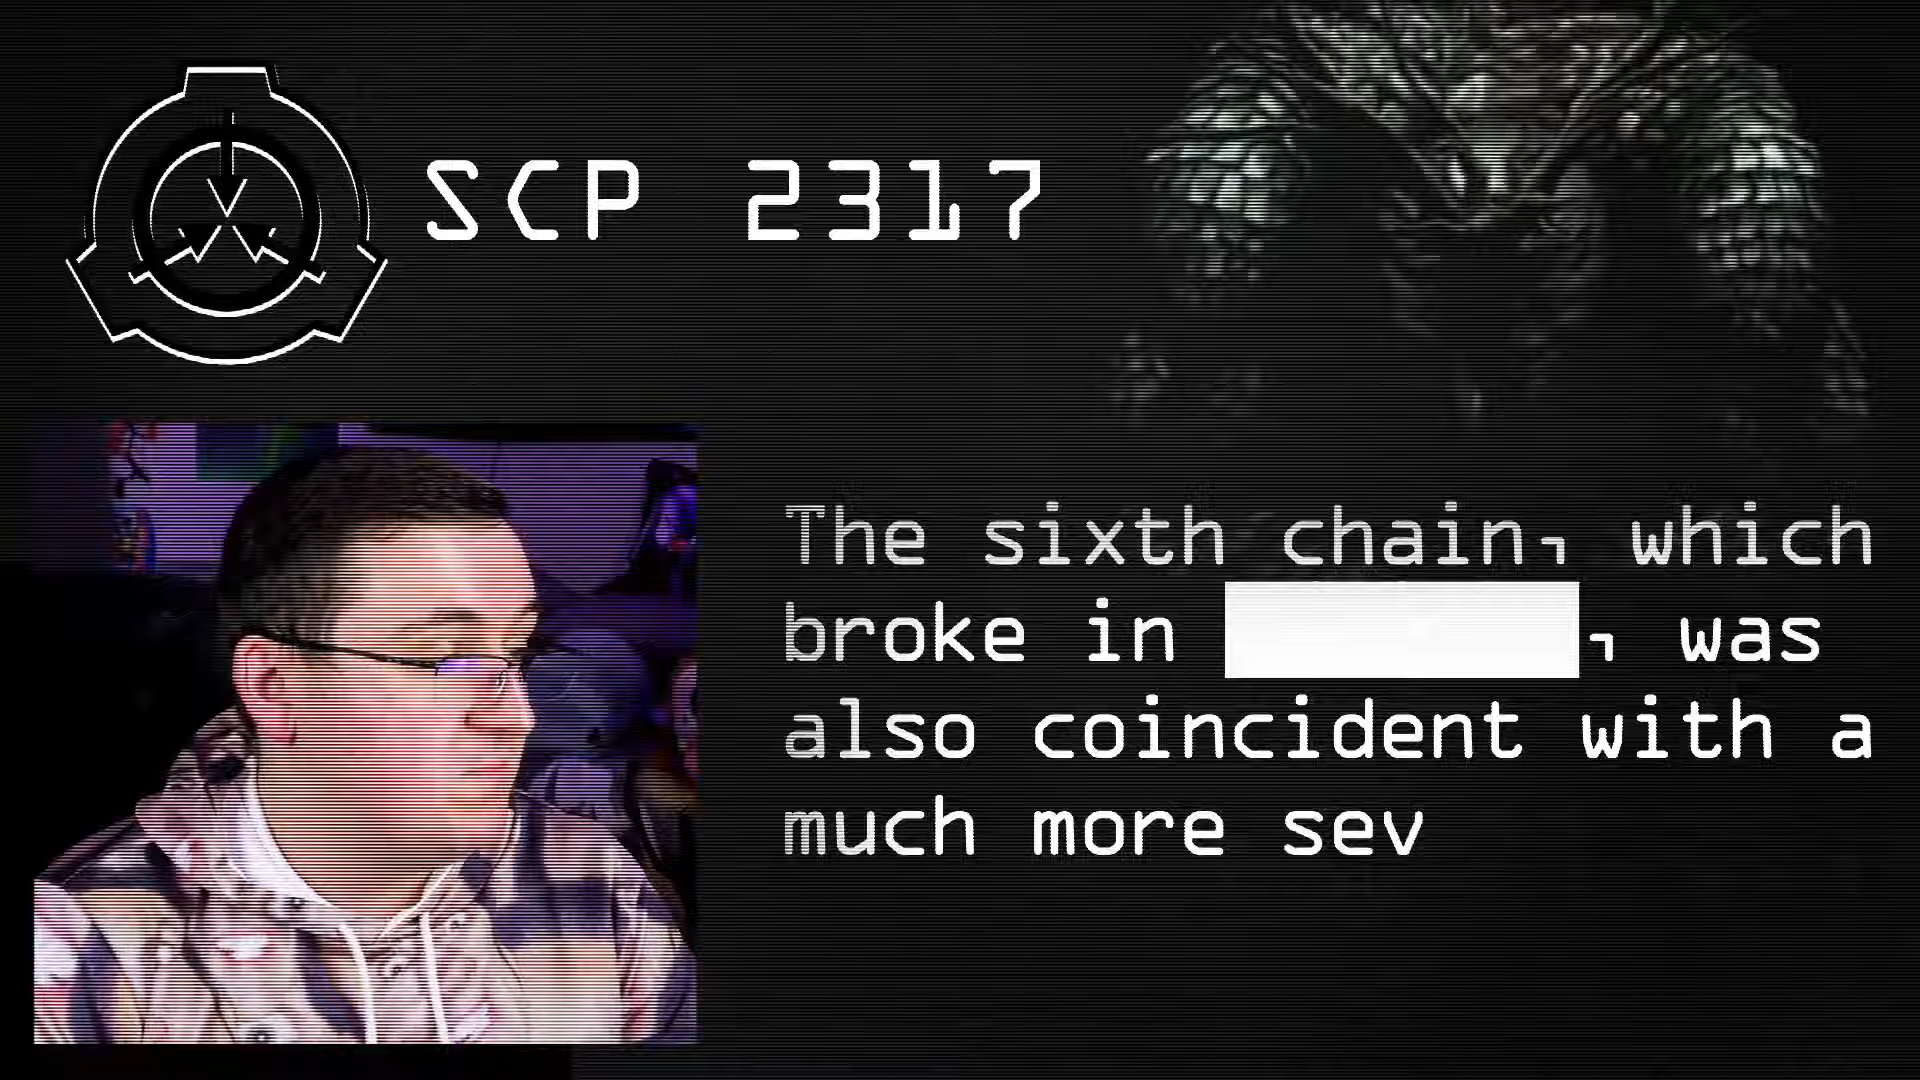 SCP 2317
The sixth chain, which
broke in , was
also coincident with a
much more sev